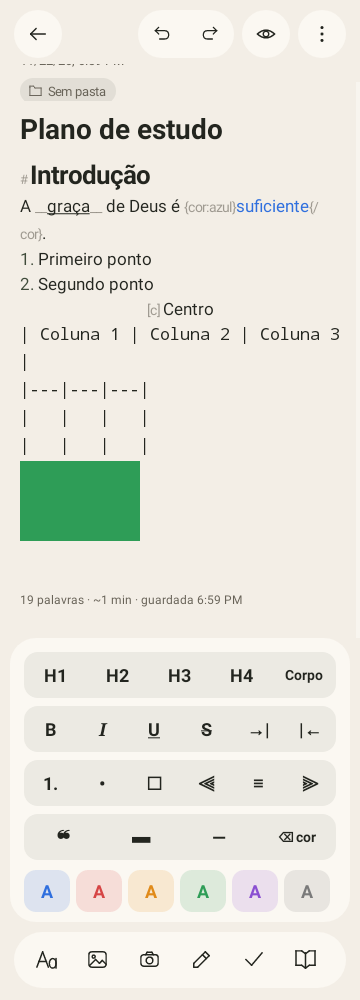 Sem pasta
Plano de estudo
#Introdução
A __graça__ de Deus é {cor:azul}suficiente{/
cor}.
1. Primeiro ponto
2. Segundo ponto
[c] Centro
| Coluna 1 | Coluna 2 | Coluna 3
|
|---|---|---|
|   |   |   |
|   |   |   |
19 palavras · ~1 min · guardada 6:59 PM
H1 H2 H3 H4 Corpo
B I U S →| |←
1. •
❝ cor
A A A A A A
Aa